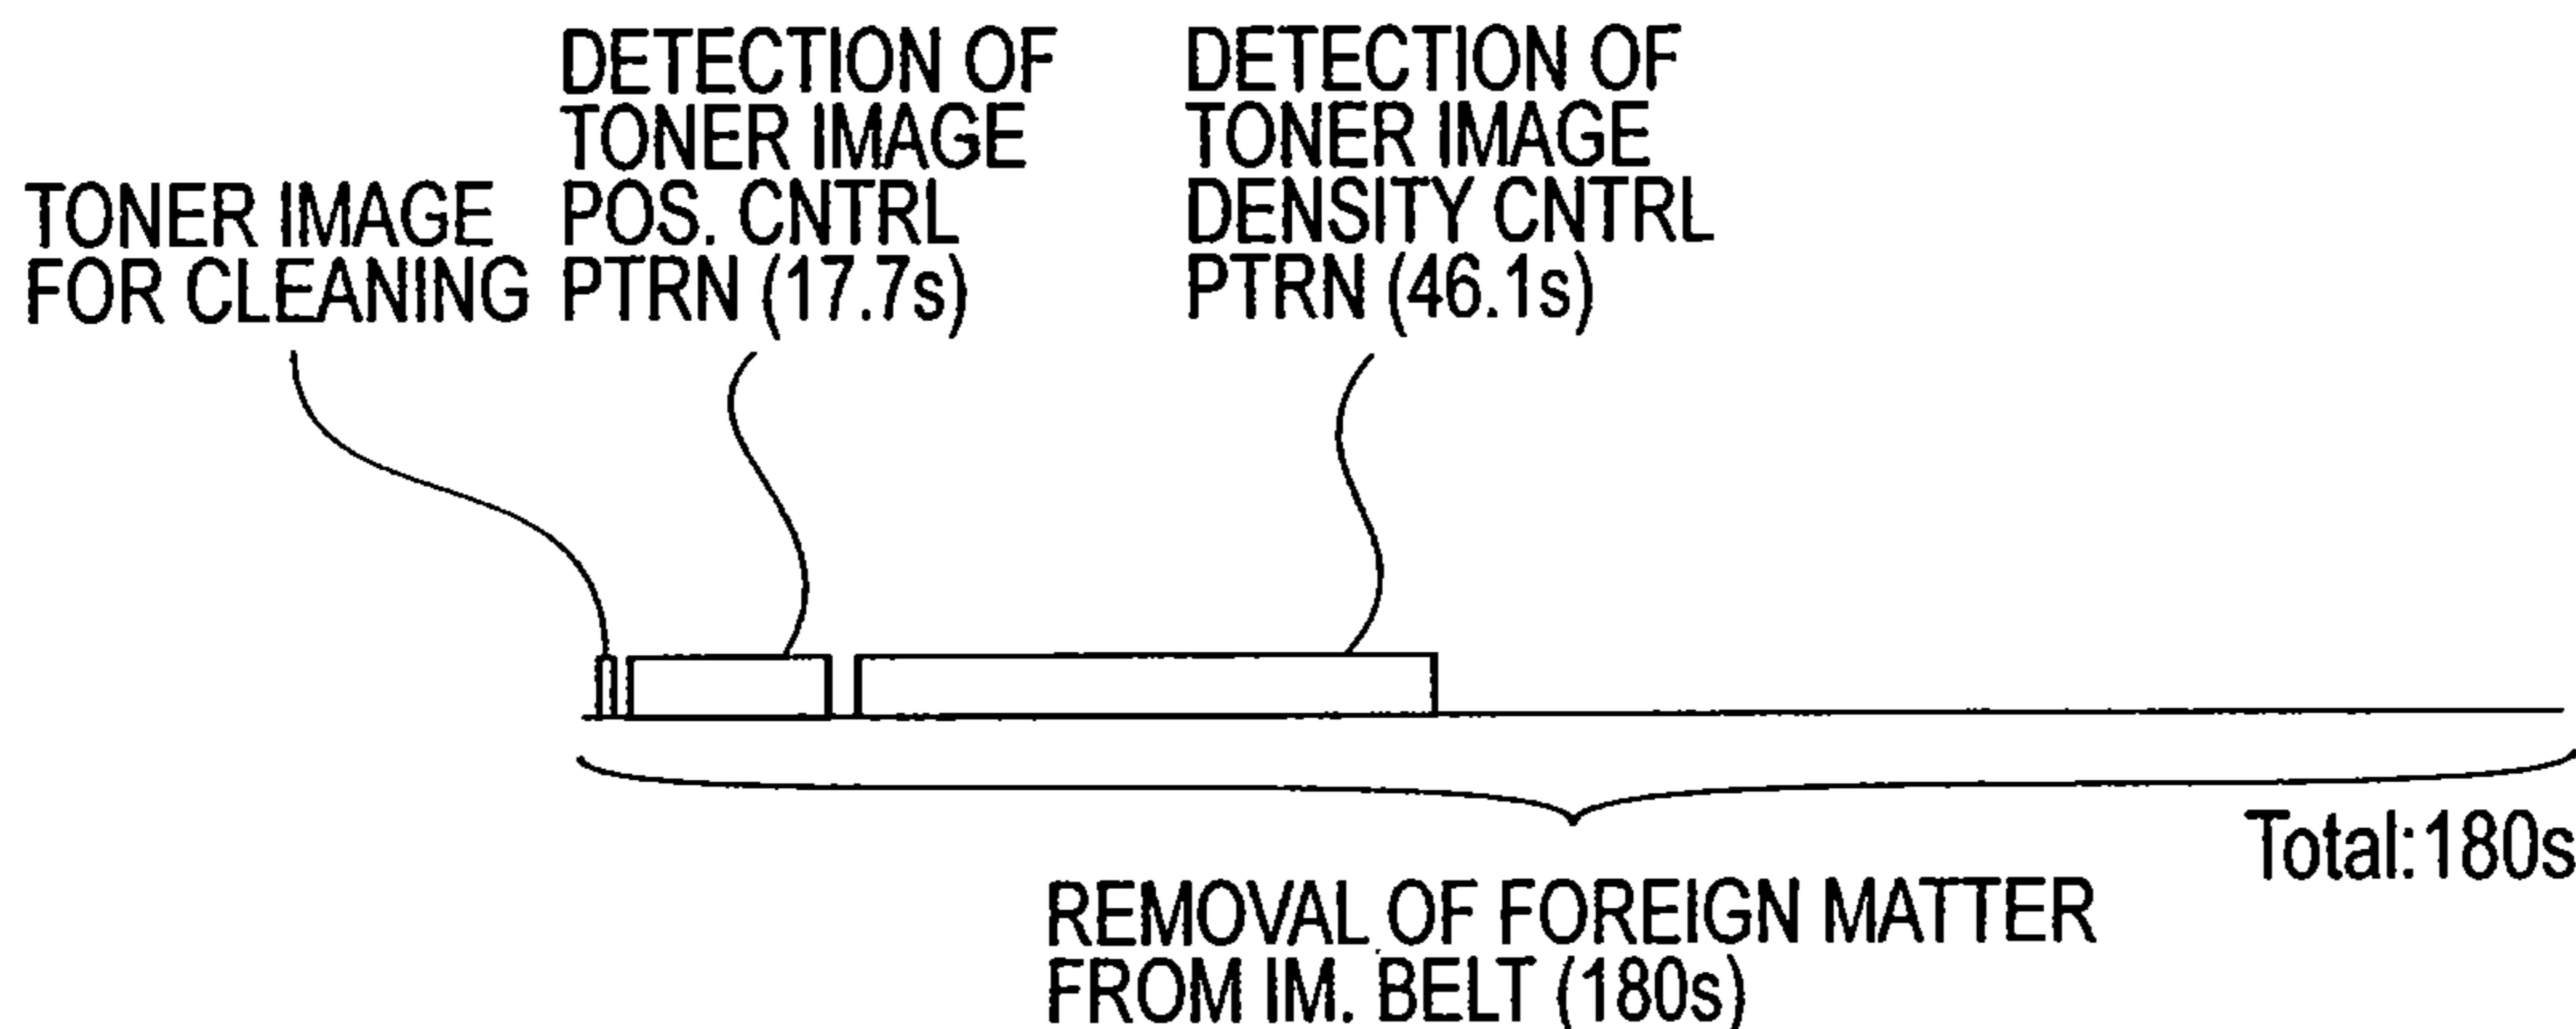 TONER IMAGE
FOR CLEANING
DETECTION OF
TONER IMAGE
POS. CNTRL
PTRN (17.7s)
DETECTION OF
TONER IMAGE
DENSITY CNTRL
PTRN (46.1s)
Total:180s
REMOVAL OF FOREIGN MATTER
FROM IM. BELT (180s)